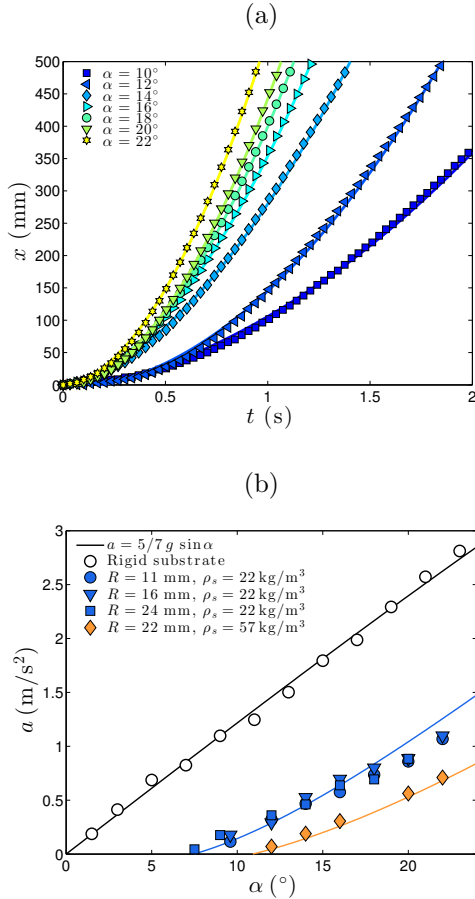 (a)
500
450
400
350
300
250
200
150
100
50
0
x (mm)
α = 10°
α = 12°
α = 14°
α = 16°
α = 18°
α = 20°
α = 22°
0 0.5 1 1.5 2
t (s)
(b)
3
2.5
2
1.5
1
0.5
0
a (m/s²)
a = 5/7 g sin α
Rigid substrate
R = 11 mm, ρₛ = 22 kg/m³
R = 16 mm, ρₛ = 22 kg/m³
R = 24 mm, ρₛ = 22 kg/m³
R = 22 mm, ρₛ = 57 kg/m³
0 5 10 15 20
α (°)